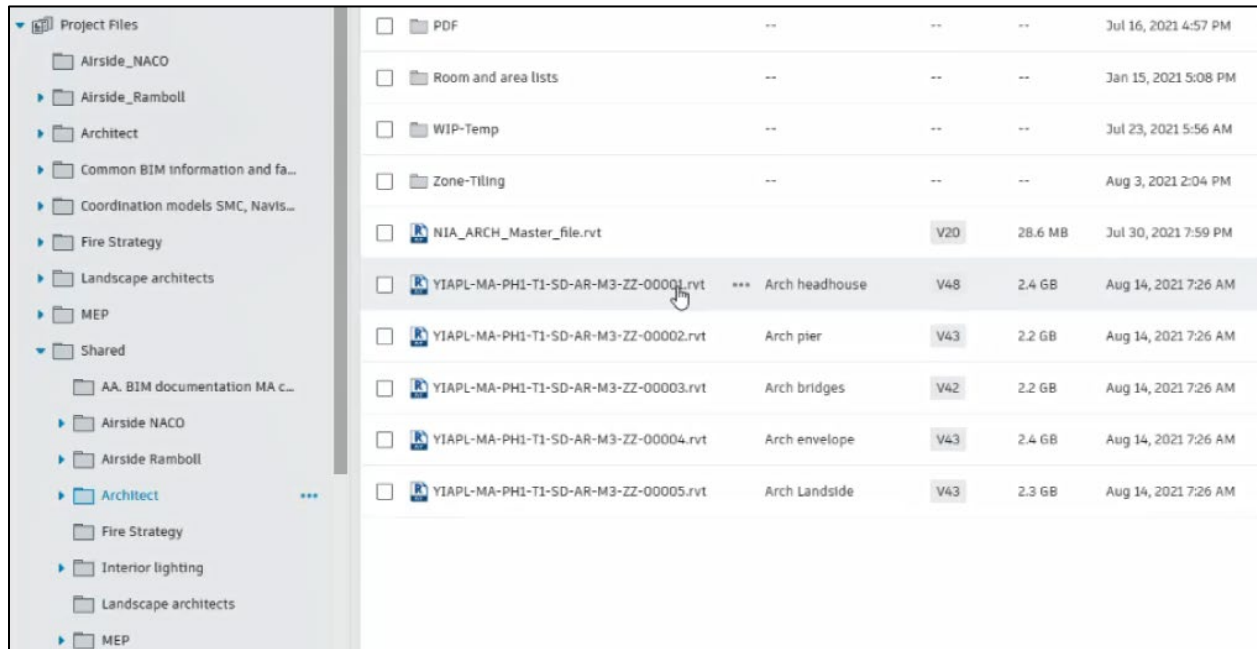 Project Files
Airside_NACO
Airside_Ramboll
Architect
Common BIM information and fa...
Coordination models SMC, Navis...
Fire Strategy
Landscape architects
MEP
Shared
AA. BIM documentation MA c...
Airside NACO
Airside Ramboll
Architect
Fire Strategy
Interior lighting
Landscape architects
MEP
PDF -- -- -- Jul 16, 2021 4:57 PM
Room and area lists -- -- -- Jan 15, 2021 5:08 PM
WIP-Temp -- -- -- Jul 23, 2021 5:56 AM
Zone-Tiling -- -- -- Aug 3, 2021 2:04 PM
NIA_ARCH_Master_file.rvt V20 28.6 MB Jul 30, 2021 7:59 PM
YIAPL-MA-PH1-T1-SD-AR-M3-ZZ-00001.rvt Arch headhouse V48 2.4 GB Aug 14, 2021 7:26 AM
YIAPL-MA-PH1-T1-SD-AR-M3-ZZ-00002.rvt Arch pier V43 2.2 GB Aug 14, 2021 7:26 AM
YIAPL-MA-PH1-T1-SD-AR-M3-ZZ-00003.rvt Arch bridges V42 2.2 GB Aug 14, 2021 7:26 AM
YIAPL-MA-PH1-T1-SD-AR-M3-ZZ-00004.rvt Arch envelope V43 2.4 GB Aug 14, 2021 7:26 AM
YIAPL-MA-PH1-T1-SD-AR-M3-ZZ-00005.rvt Arch Landside V43 2.3 GB Aug 14, 2021 7:26 AM